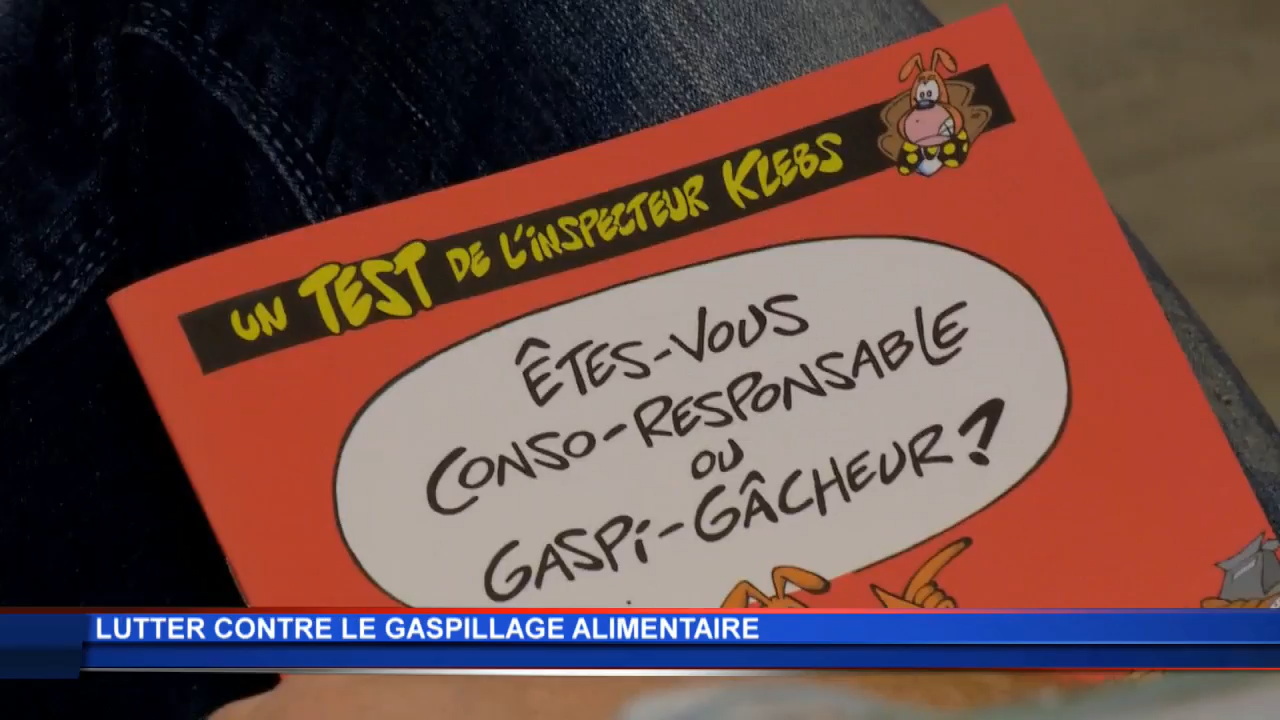 UN TEST DE L'INSPECTEUR KLEBS
ÊTES-VOUS
CONSO-RESPONSABLE
OU
GASPI-GÂCHEUR?
LUTTER CONTRE LE GASPILLAGE ALIMENTAIRE